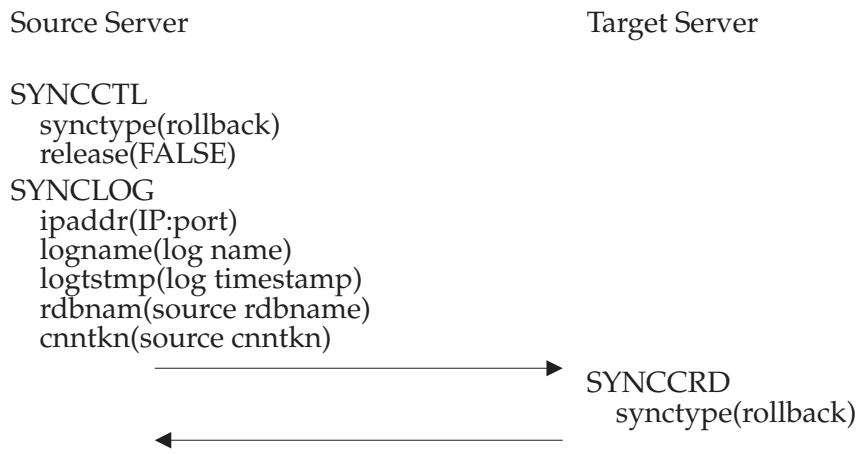 Source Server
Target Server
SYNCCTL
synctype(rollback)
release(FALSE)
SYNCLOG
ipaddr(IP:port)
logname(log name)
logtstmp(log timestamp)
rdbnam(source rdbname)
cnntkn(source cnntkn)
SYNCCRD
synctype(rollback)